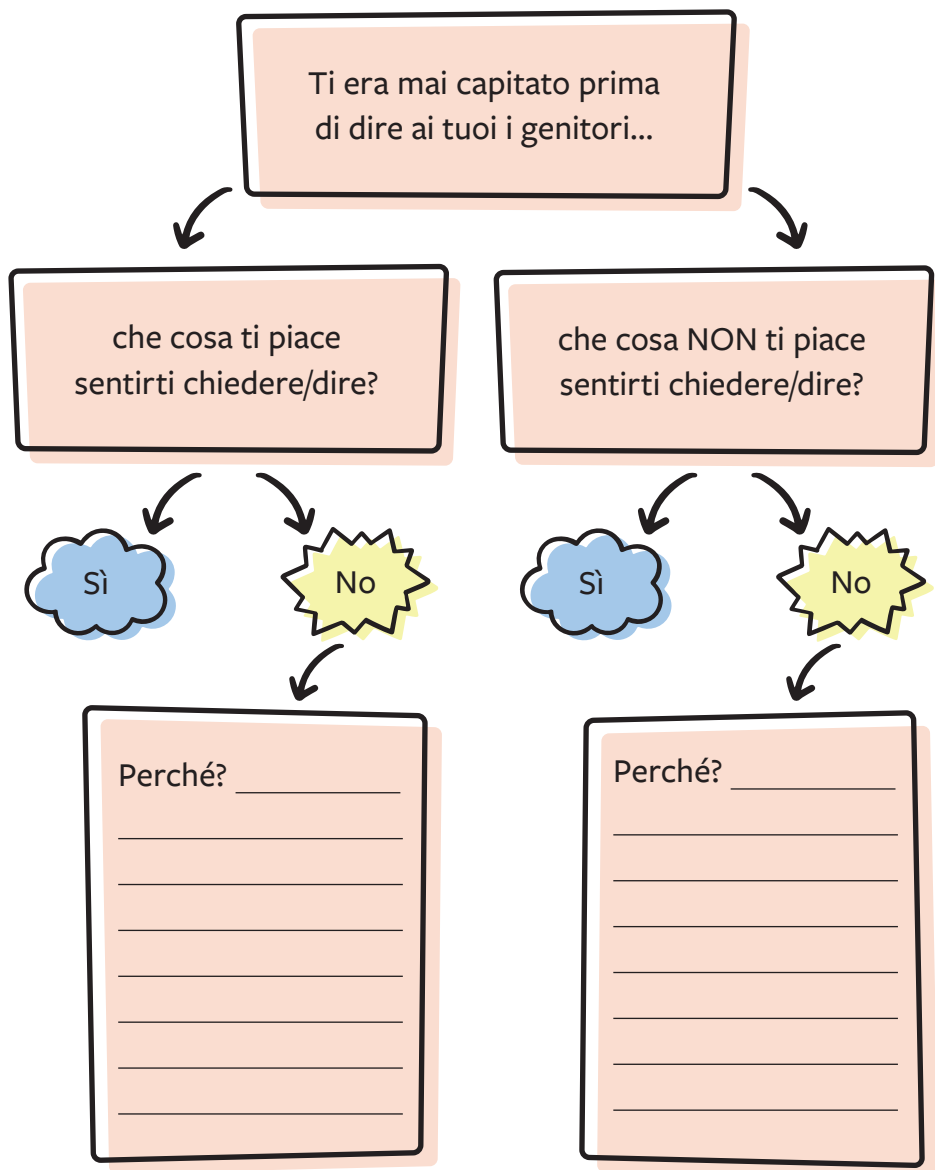 Ti era mai capitato prima
di dire ai tuoi i genitori...
che cosa ti piace
sentirti chiedere/dire?
che cosa NON ti piace
sentirti chiedere/dire?
Sì
No
Sì
No
Perché?
Perché?